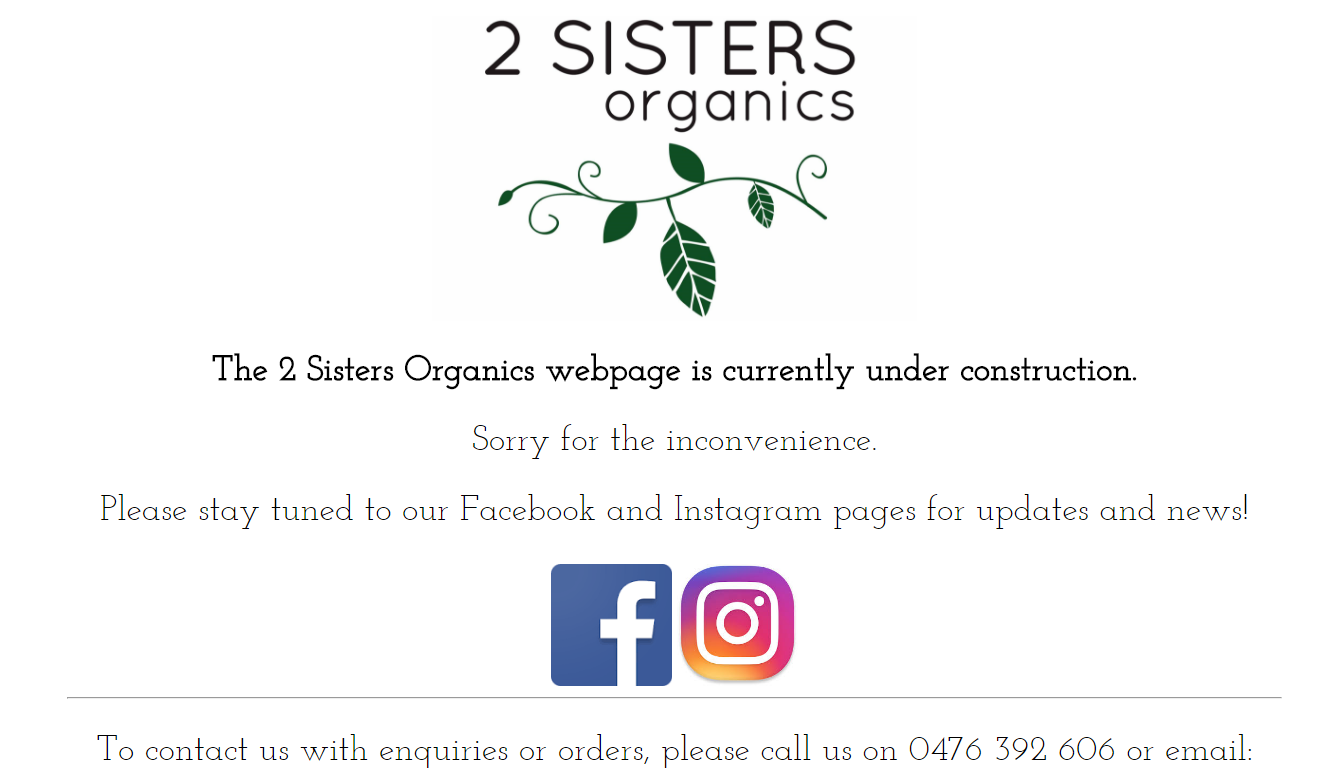 2 SISTERS
organics
The 2 Sisters Organics webpage is currently under construction.
Sorry for the inconvenience.
Please stay tuned to our Facebook and Instagram pages for updates and news!
f
To contact us with enquiries or orders, please call us on 0476 392 606 or email: